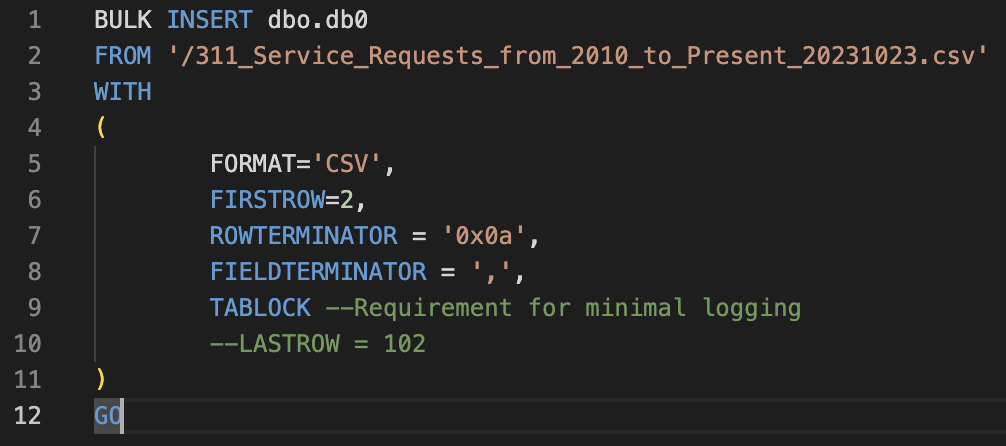 1 BULK INSERT dbo.db0
2 FROM '/311_Service_Requests_from_2010_to_Present_20231023.csv'
3 WITH
4 (
5 FORMAT='CSV',
6 FIRSTROW=2,
7 ROWTERMINATOR = '0x0a',
8 FIELDTERMINATOR = ',',
9 TABLOCK --Requirement for minimal logging
10 --LASTROW = 102
11 )
12 GO